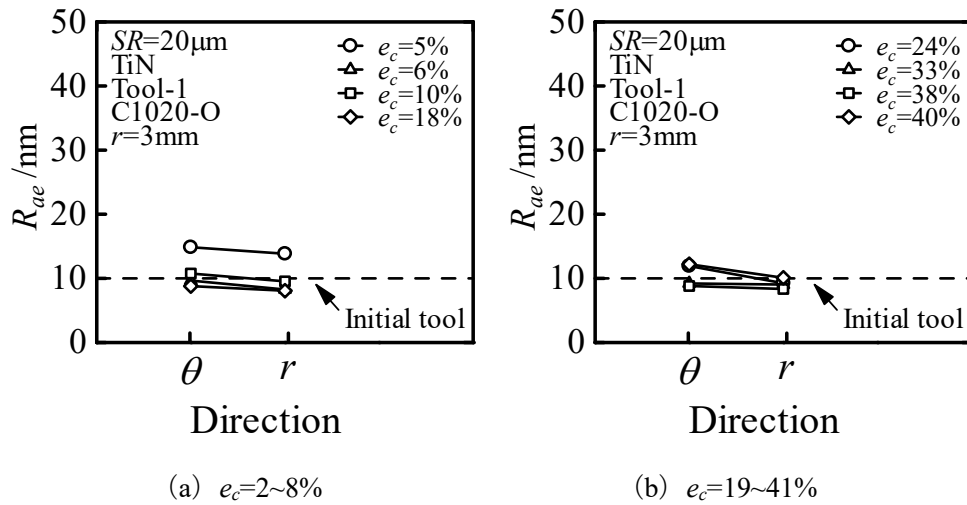 50
40
30
20
10
0
R_ae /nm
SR=20μm
TiN
Tool-1
C1020-O
r=3mm
e_c=5%
e_c=6%
e_c=10%
e_c=18%
Initial tool
θ r
Direction
(a) e_c=2~8%
50
40
30
20
10
0
R_ae /nm
SR=20μm
TiN
Tool-1
C1020-O
r=3mm
e_c=24%
e_c=33%
e_c=38%
e_c=40%
Initial tool
θ r
Direction
(b) e_c=19~41%